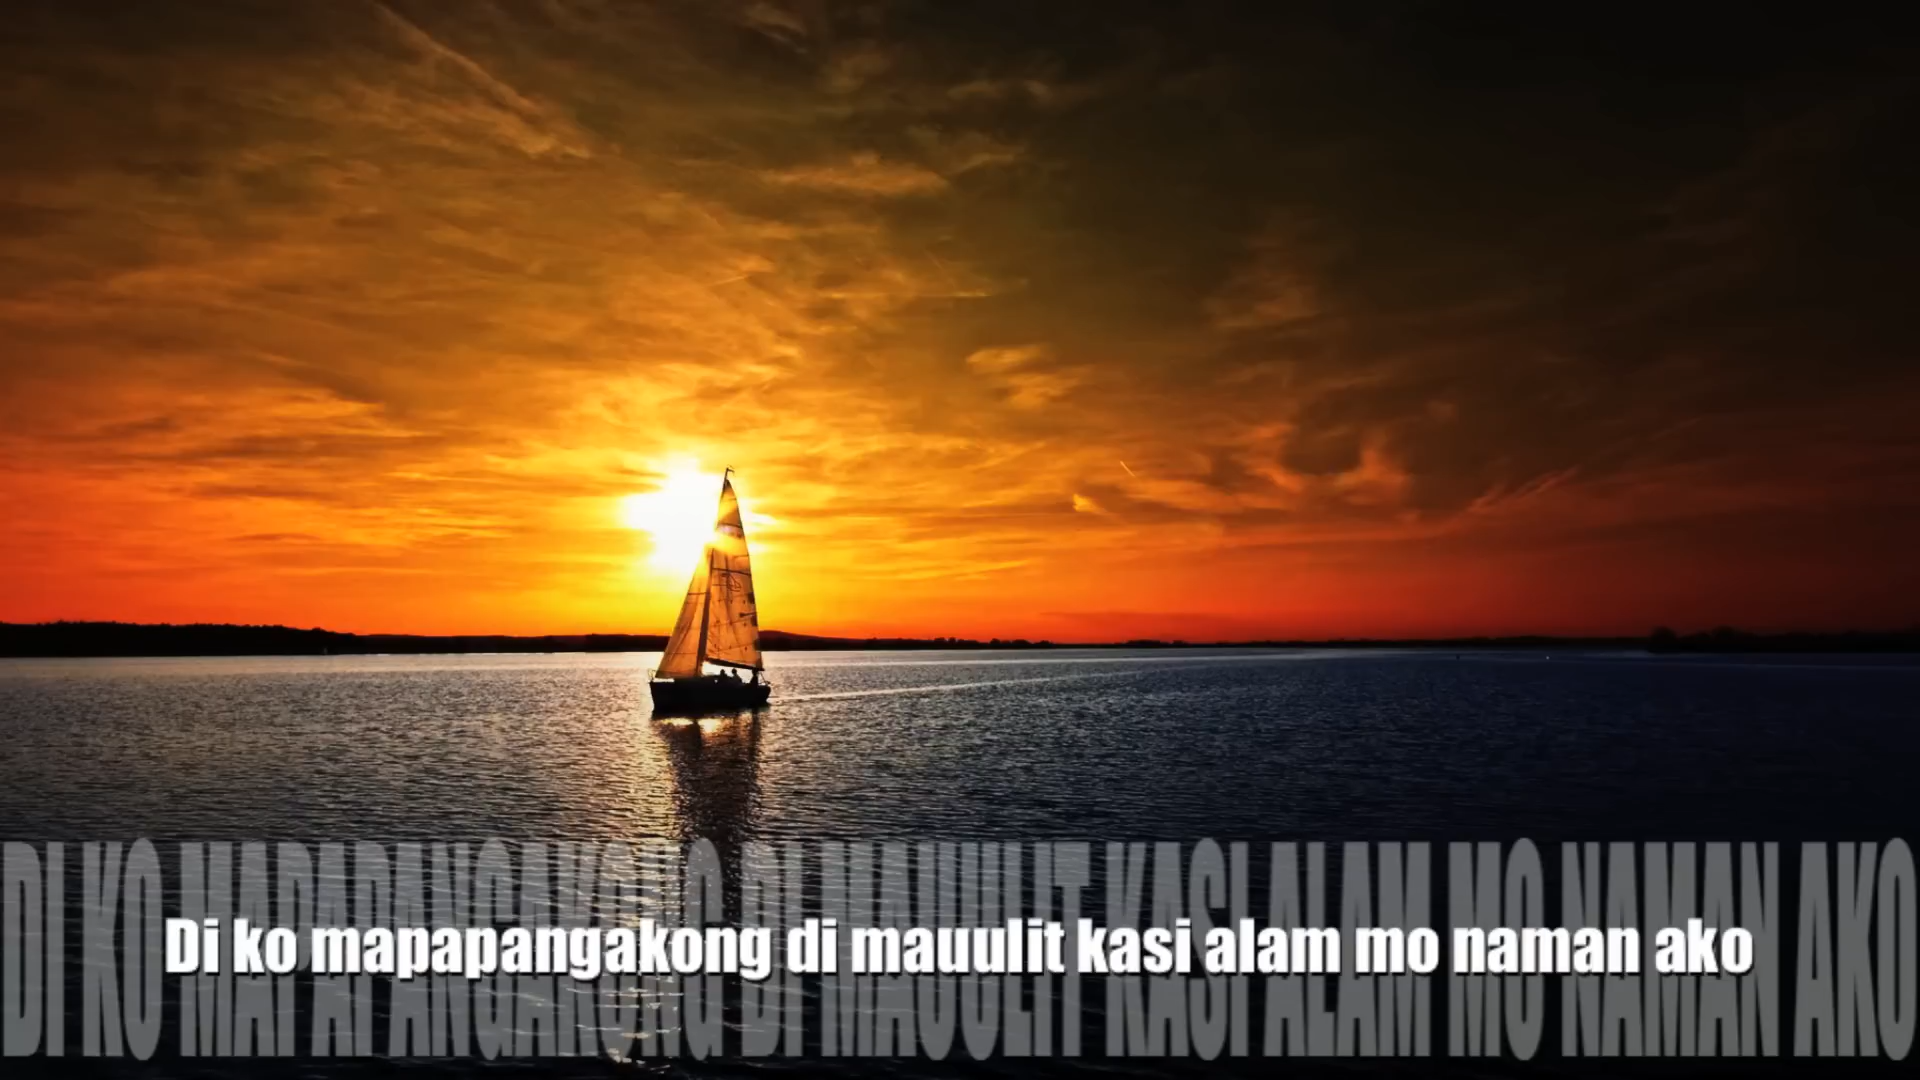 DI KO MAPAPANGAKONG DI MAUULIT KASI ALAM MO NAMAN AKO
Di ko mapapangakong di mauulit kasi alam mo naman ako